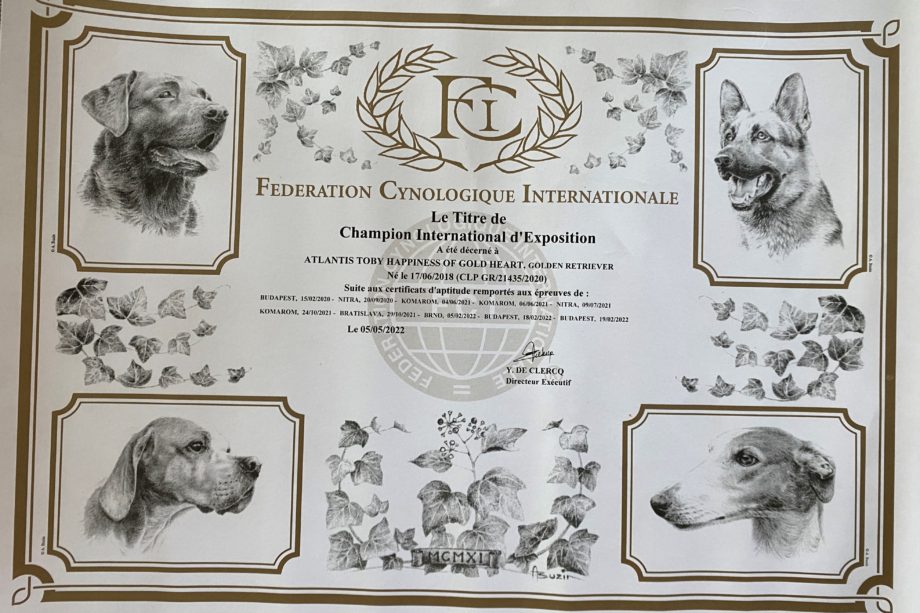 FCI
FEDERATION CYNOLOGIQUE INTERNATIONALE
Le Titre de
Champion International d'Exposition
A été décerné à
ATLANTIS TOBY HAPPINESS OF GOLD HEART, GOLDEN RETRIEVER
Né le 17/06/2018 (CLP GR/21435/2020)
Suite aux certificats d'aptitude remportés aux épreuves de :
BUDAPEST, 15/02/2020 - NITRA, 20/09/2020 - KOMAROM, 04/06/2021 - KOMAROM, 06/06/2021 - NITRA, 09/07/2021
KOMAROM, 24/10/2021 - BRATISLAVA, 29/10/2021 - BRNO, 05/02/2022 - BUDAPEST, 18/02/2022 - BUDAPEST, 19/02/2022
Le 05/05/2022
Y. DE CLERCQ
Directeur Exécutif
MCMXI